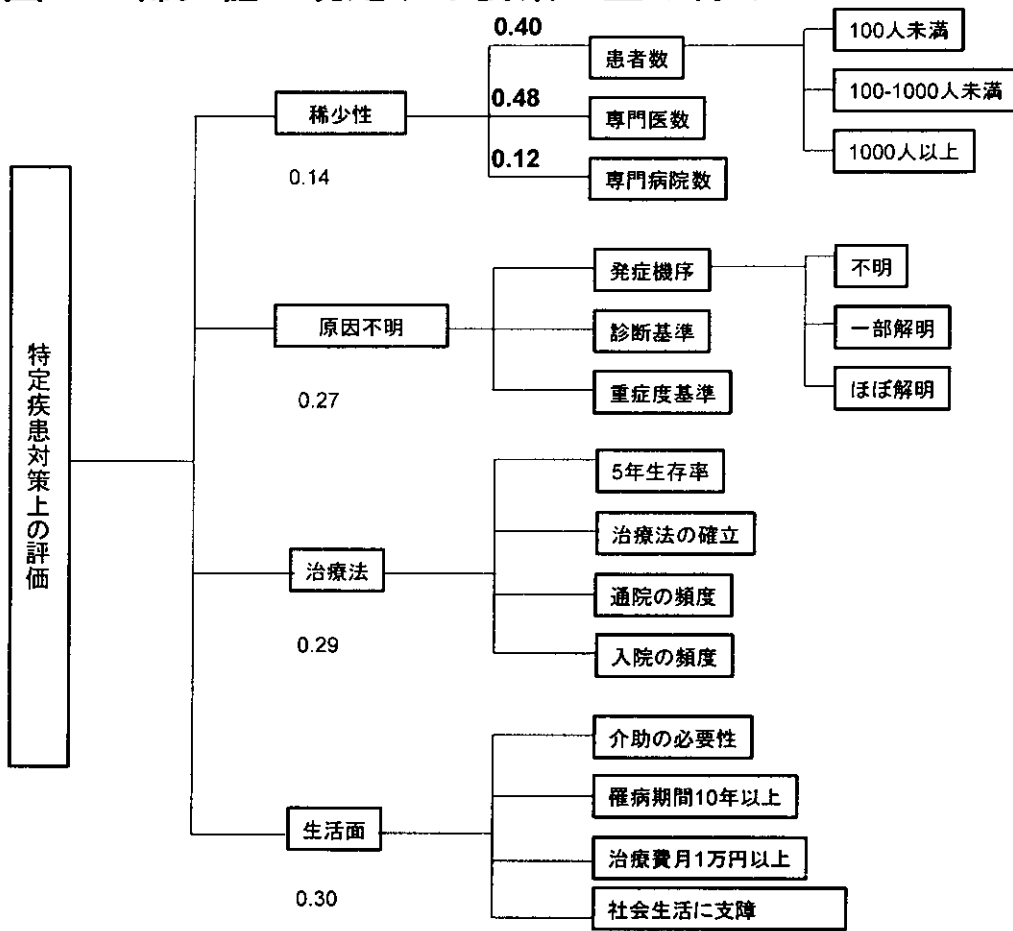 特定疾患対策上の評価
稀少性
0.14
0.40
患者数
100人未満
100-1000人未満
1000人以上
0.48
専門医数
0.12
専門病院数
原因不明
0.27
発症機序
不明
一部解明
ほぼ解明
診断基準
重症度基準
治療法
0.29
5年生存率
治療法の確立
通院の頻度
入院の頻度
生活面
0.30
介助の必要性
罹病期間10年以上
治療費月1万円以上
社会生活に支障